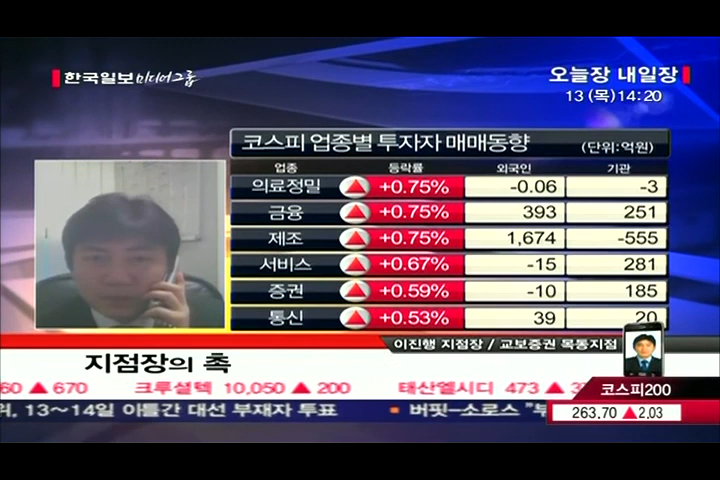 한국일보 미디어그룹
오늘장 내일장
13 (목) 14:20
코스피 업종별 투자자 매매동향 (단위:억원)
업종 등락률 외국인 기관
의료정밀 ▲ +0.75% -0.06 -3
금융 ▲ +0.75% 393 251
제조 ▲ +0.75% 1,674 -555
서비스 ▲ +0.67% -15 281
증권 ▲ +0.59% -10 185
통신 ▲ +0.53% 39 20
이진행 지점장 / 교보증권 목동지점
지점장의 촉
60 ▲ 670 크루셜텍 10,050 ▲ 200 태산엘시디 473 ▲
코스피200
263.70 ▲ 2.03
위, 13~14일 이틀간 대선 부재자 투표 ▪ 버핏-소로스 "부